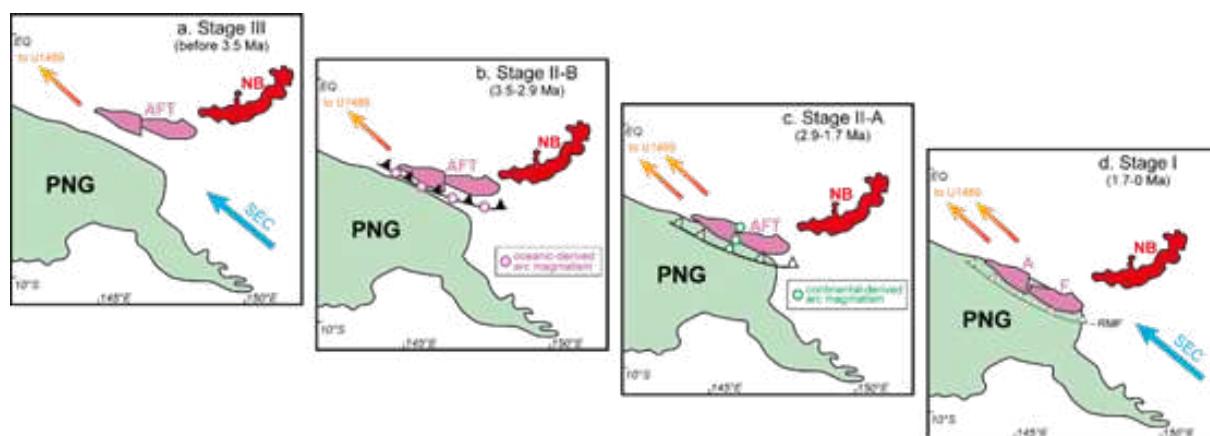 a. Stage III
(before 3.5 Ma)
EQ
to U1489
NB
AFT
PNG
SEC
10°S
145°E
150°E
b. Stage II-B
(3.5-2.9 Ma)
EQ
to U1489
NB
AFT
PNG
oceanic-derived
arc magmatism
10°S
145°E
150°E
c. Stage II-A
(2.9-1.7 Ma)
EQ
to U1489
NB
AFT
PNG
continental-derived
arc magmatism
10°S
145°E
150°E
d. Stage I
(1.7-0 Ma)
EQ
to U1489
NB
A
F
PNG
RMF
SEC
10°S
145°E
150°E